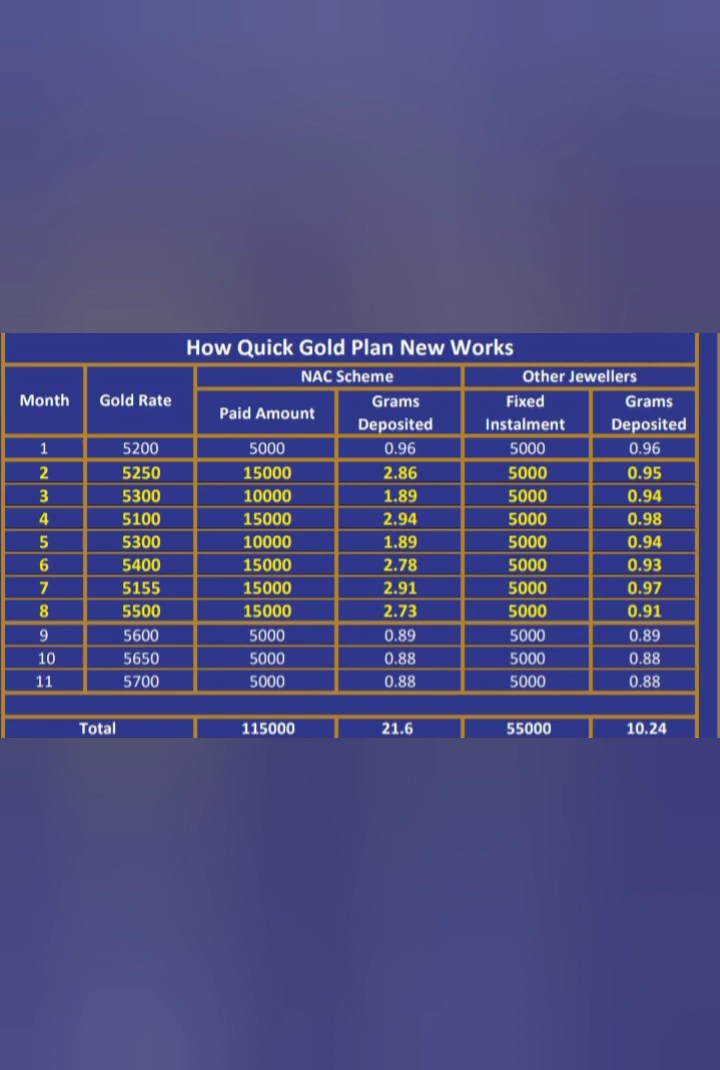 How Quick Gold Plan New Works
NAC Scheme Other Jewellers
Month Gold Rate Paid Amount Grams Deposited Fixed Instalment Grams Deposited
1 5200 5000 0.96 5000 0.96
2 5250 15000 2.86 5000 0.95
3 5300 10000 1.89 5000 0.94
4 5100 15000 2.94 5000 0.98
5 5300 10000 1.89 5000 0.94
6 5400 15000 2.78 5000 0.93
7 5155 15000 2.91 5000 0.97
8 5500 15000 2.73 5000 0.91
9 5600 5000 0.89 5000 0.89
10 5650 5000 0.88 5000 0.88
11 5700 5000 0.88 5000 0.88
Total 115000 21.6 55000 10.24